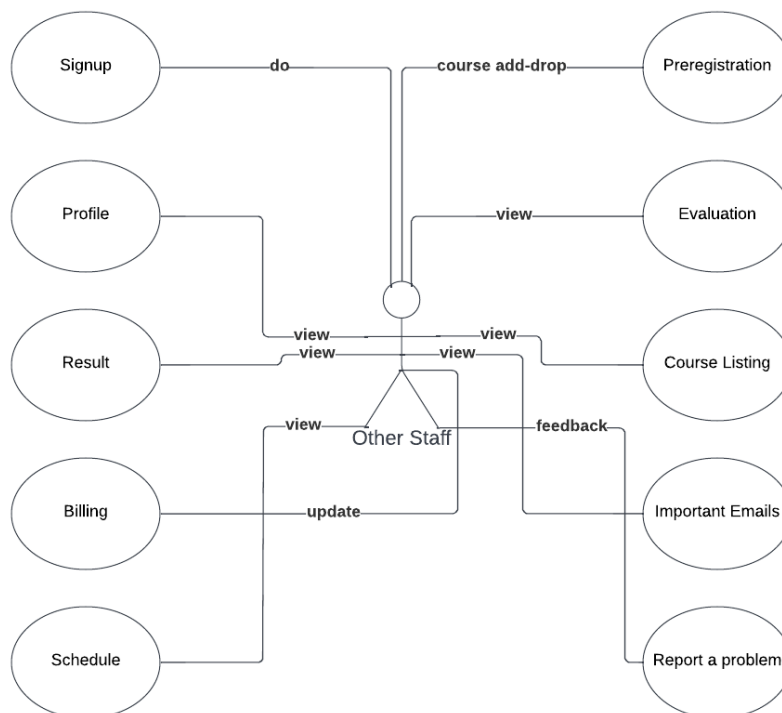 Signup
do
course add-drop
Preregistration
Profile
view
Evaluation
view
view
Result
view
view
Course Listing
view
Other Staff
feedback
Billing
update
Important Emails
Schedule
Report a problem